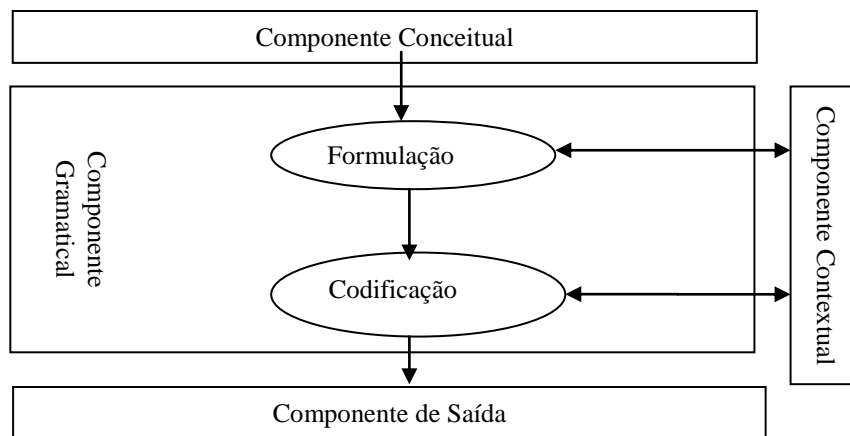 Componente Conceitual
Formulação
Componente
Gramatical
Componente Contextual
Codificação
Componente de Saída